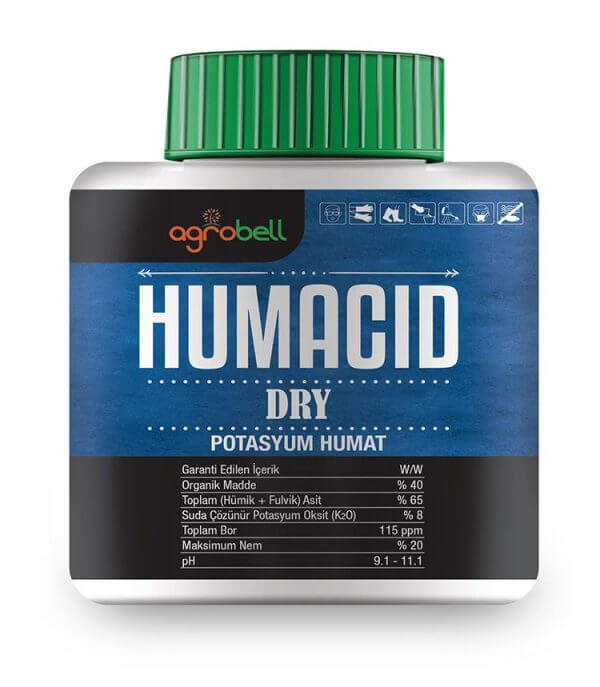 agrobell
HUMACID
DRY
POTASYUM HUMAT
Garanti Edilen İçerik W/W
Organik Madde % 40
Toplam (Hümik + Fulvik) Asit % 65
Suda Çözünür Potasyum Oksit (K₂O) % 8
Toplam Bor 115 ppm
Maksimum Nem % 20
pH 9.1 - 11.1